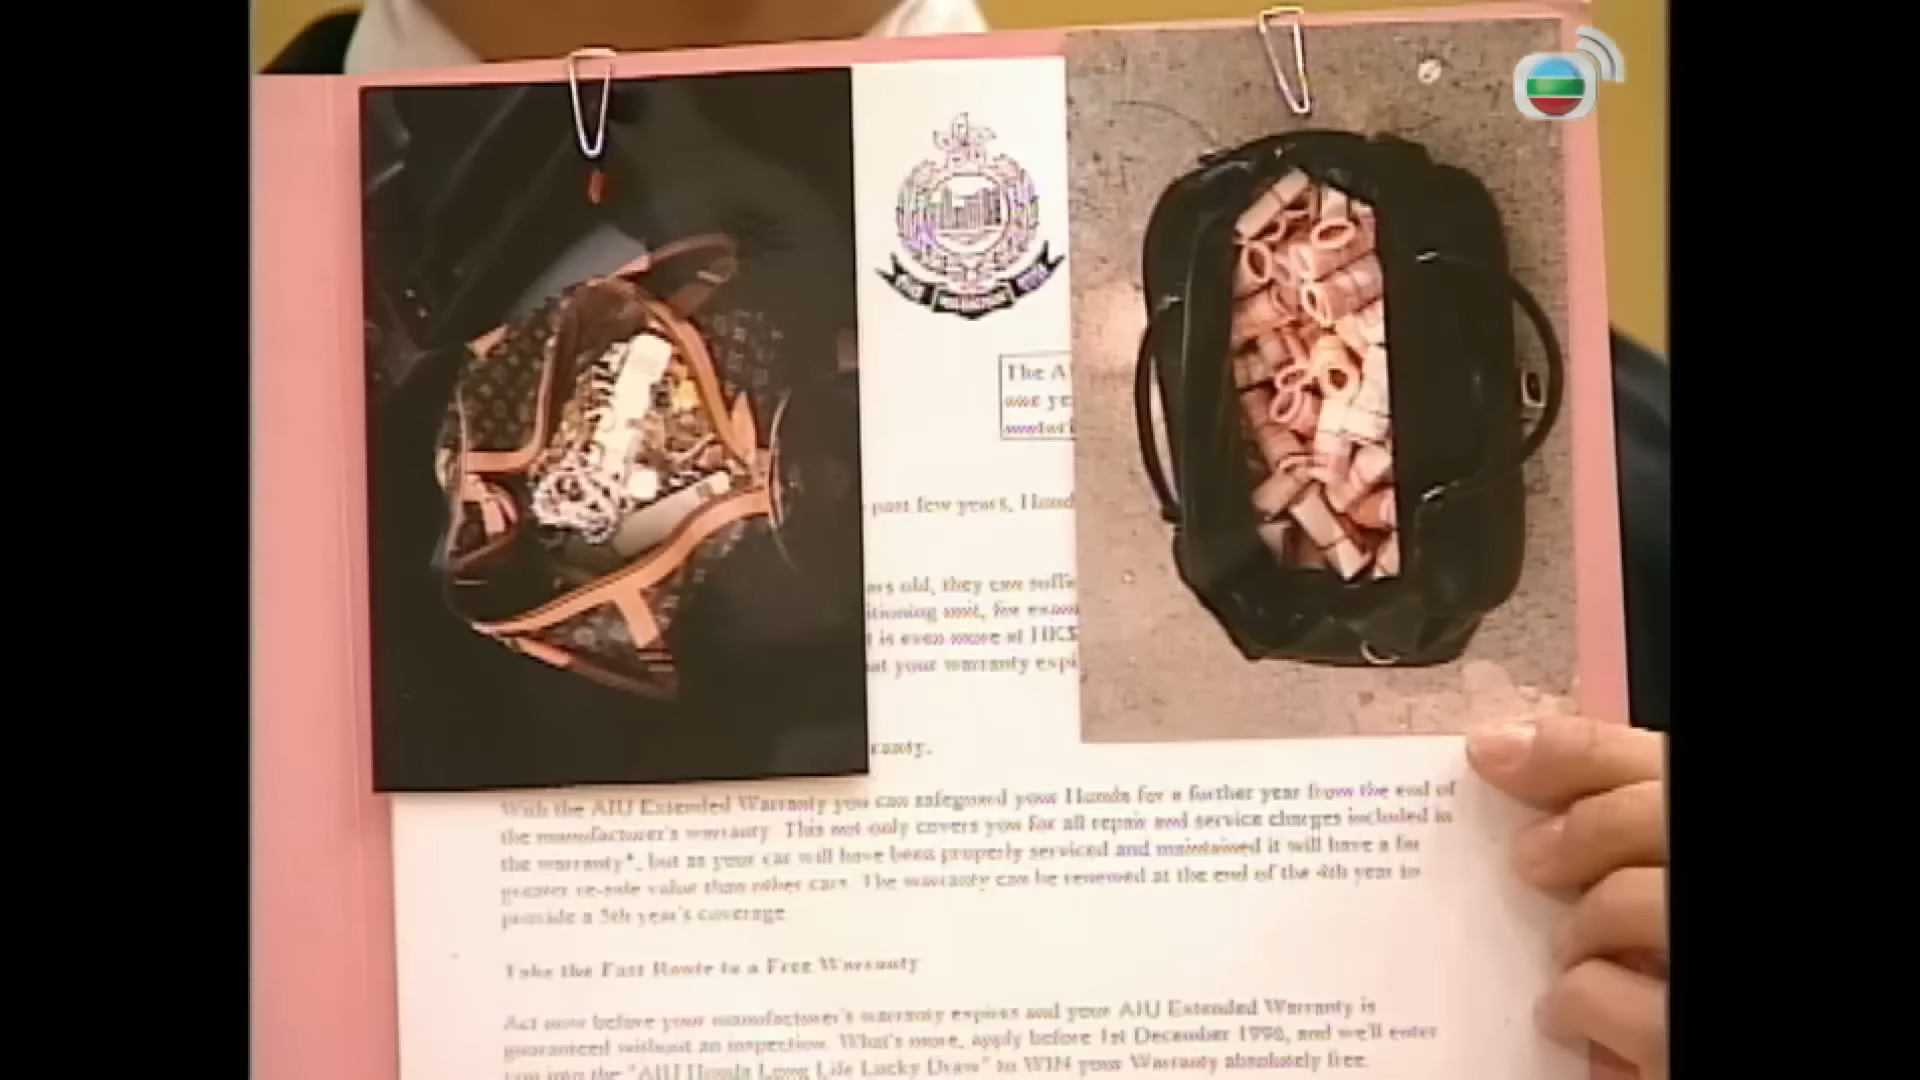 The A
one ye
past few years, Hond
ars old, they can suffe
itioning unit, for exam
t is even more at HK$
at your warranty expi
ranty.
With the AIU Extended Warranty you can safeguard your Honda for a further year from the end of
the manufacturer's warranty. This not only covers you for all repair and service charges included in
the warranty*, but as your car will have been properly serviced and maintained it will have a far
greater re-sale value than other cars. The warranty can be renewed at the end of the 4th year to
provide a 5th year's coverage.
Take the Fast Route to a Free Warranty
Act now before your manufacturer's warranty expires and your AIU Extended Warranty is
guaranteed without an inspection. What's more, apply before 1st December 1996, and we'll enter
you into the "AIU Honda Long Life Lucky Draw" to WIN your Warranty absolutely free.